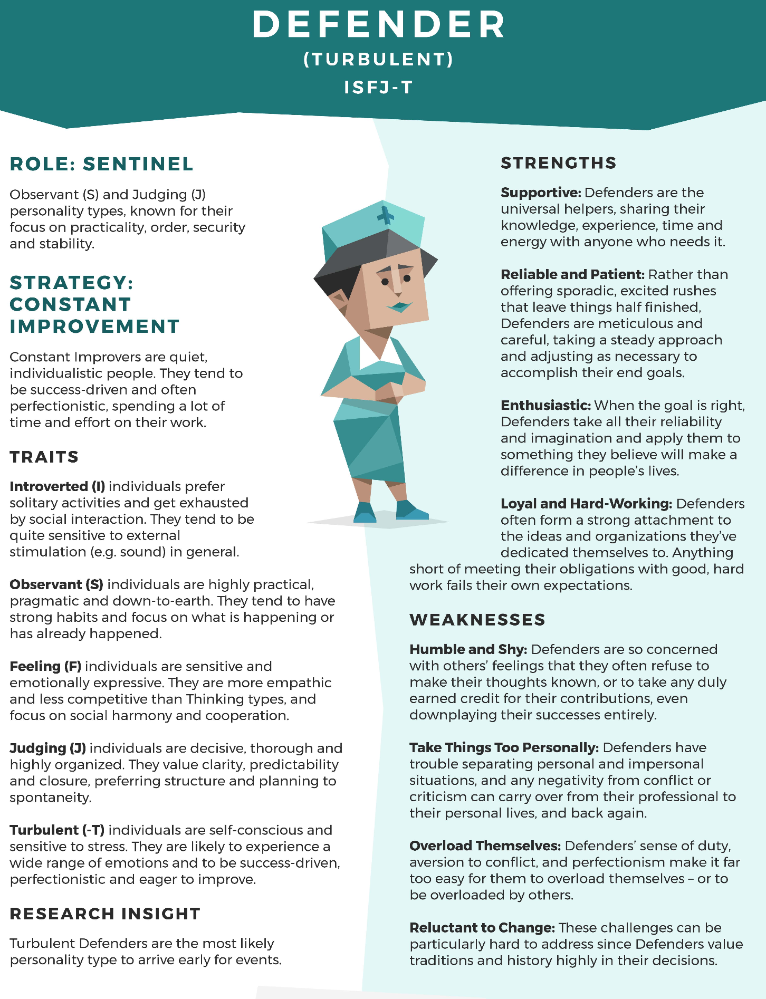 DEFENDER
(TURBULENT)
ISFJ-T
ROLE: SENTINEL
Observant (S) and Judging (J)
personality types, known for their
focus on practicality, order, security
and stability.
STRATEGY:
CONSTANT
IMPROVEMENT
Constant Improvers are quiet,
individualistic people. They tend to
be success-driven and often
perfectionistic, spending a lot of
time and effort on their work.
TRAITS
Introverted (I) individuals prefer
solitary activities and get exhausted
by social interaction. They tend to be
quite sensitive to external
stimulation (e.g. sound) in general.
Observant (S) individuals are highly practical,
pragmatic and down-to-earth. They tend to have
strong habits and focus on what is happening or
has already happened.
Feeling (F) individuals are sensitive and
emotionally expressive. They are more empathic
and less competitive than Thinking types, and
focus on social harmony and cooperation.
Judging (J) individuals are decisive, thorough and
highly organized. They value clarity, predictability
and closure, preferring structure and planning to
spontaneity.
Turbulent (-T) individuals are self-conscious and
sensitive to stress. They are likely to experience a
wide range of emotions and to be success-driven,
perfectionistic and eager to improve.
RESEARCH INSIGHT
Turbulent Defenders are the most likely
personality type to arrive early for events.
STRENGTHS
Supportive: Defenders are the
universal helpers, sharing their
knowledge, experience, time and
energy with anyone who needs it.
Reliable and Patient: Rather than
offering sporadic, excited rushes
that leave things half finished,
Defenders are meticulous and
careful, taking a steady approach
and adjusting as necessary to
accomplish their end goals.
Enthusiastic: When the goal is right,
Defenders take all their reliability
and imagination and apply them to
something they believe will make a
difference in people's lives.
Loyal and Hard-Working: Defenders
often form a strong attachment to
the ideas and organizations they've
dedicated themselves to. Anything
short of meeting their obligations with good, hard
work fails their own expectations.
WEAKNESSES
Humble and Shy: Defenders are so concerned
with others' feelings that they often refuse to
make their thoughts known, or to take any duly
earned credit for their contributions, even
downplaying their successes entirely.
Take Things Too Personally: Defenders have
trouble separating personal and impersonal
situations, and any negativity from conflict or
criticism can carry over from their professional to
their personal lives, and back again.
Overload Themselves: Defenders' sense of duty,
aversion to conflict, and perfectionism make it far
too easy for them to overload themselves – or to
be overloaded by others.
Reluctant to Change: These challenges can be
particularly hard to address since Defenders value
traditions and history highly in their decisions.